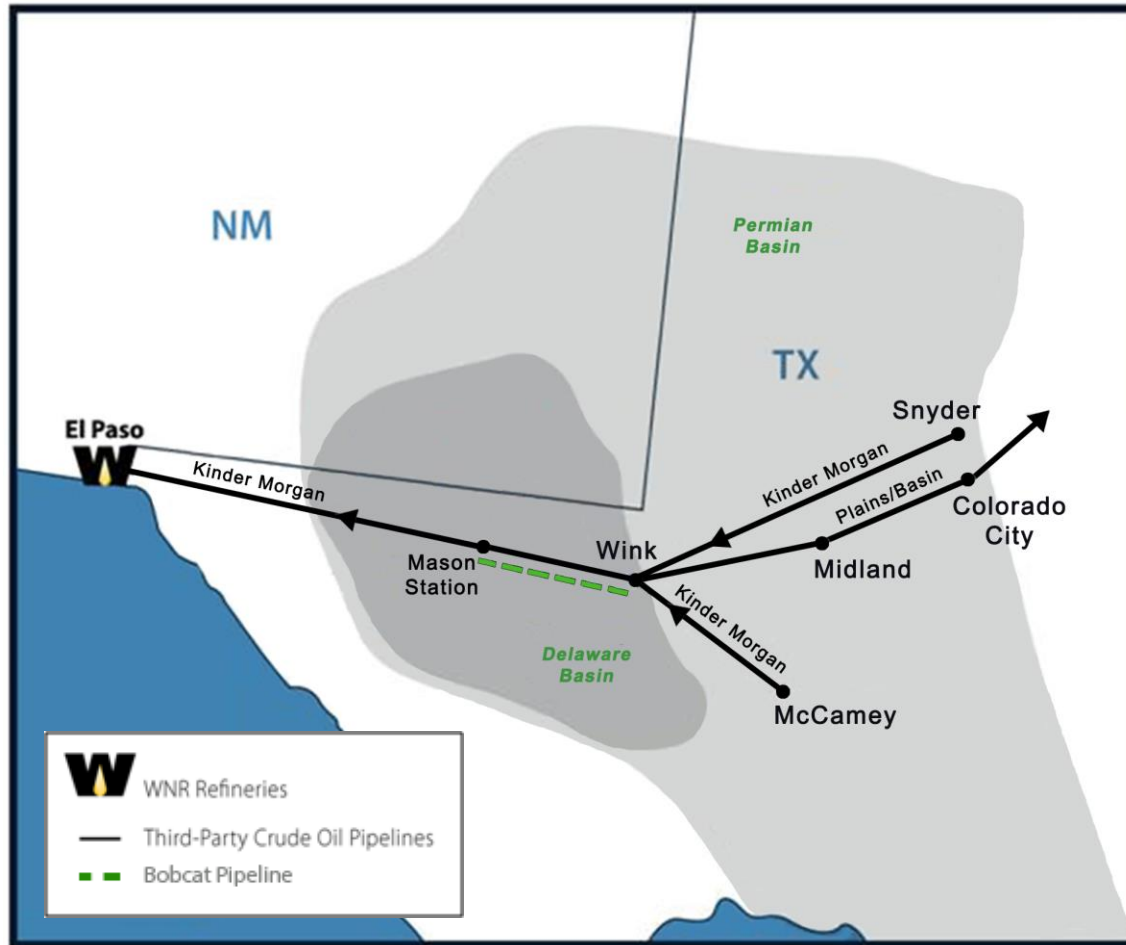 NM
Permian
Basin
TX
El Paso
W
Kinder Morgan
Snyder
Kinder Morgan
Plains/Basin
Colorado
City
Wink
Mason
Station
Midland
Kinder Morgan
Delaware
Basin
McCamey
W
WNR Refineries
Third-Party Crude Oil Pipelines
Bobcat Pipeline